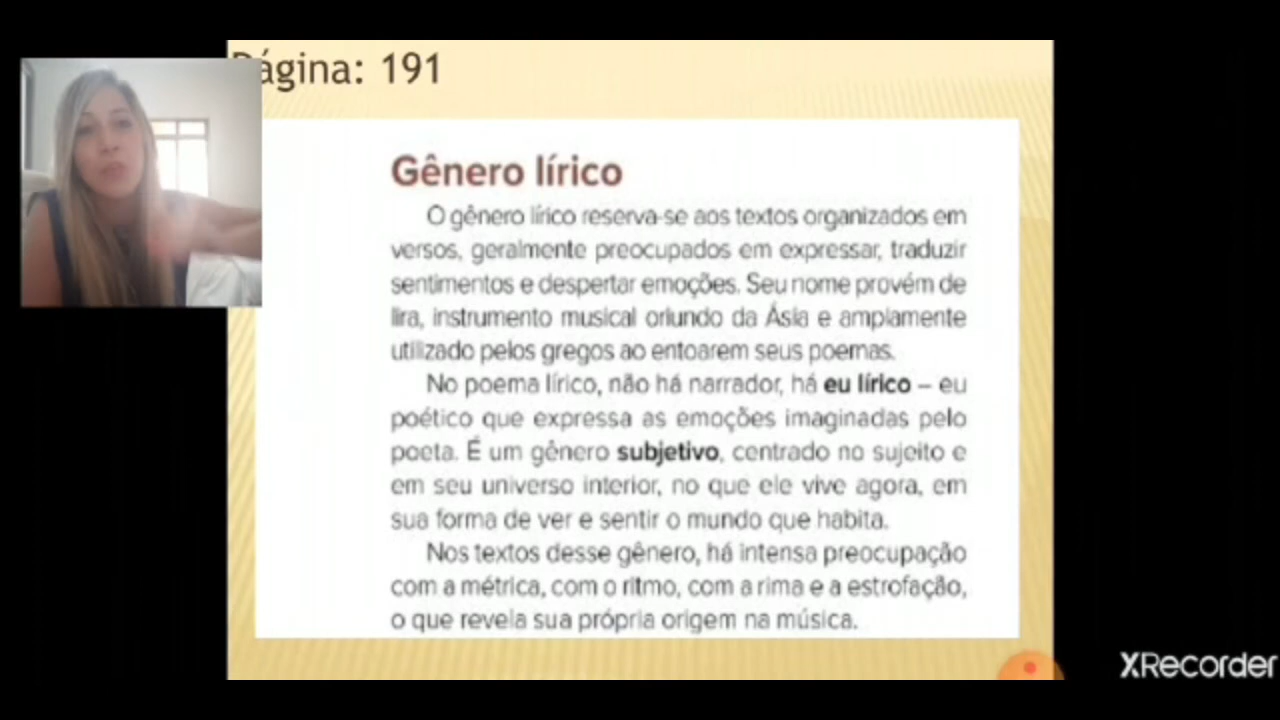 Página: 191
Gênero lírico
O gênero lírico reserva-se aos textos organizados em
versos, geralmente preocupados em expressar, traduzir
sentimentos e despertar emoções. Seu nome provém de
lira, instrumento musical oriundo da Ásia e amplamente
utilizado pelos gregos ao entoarem seus poemas.
No poema lírico, não há narrador, há eu lírico – eu
poético que expressa as emoções imaginadas pelo
poeta. É um gênero subjetivo, centrado no sujeito e
em seu universo interior, no que ele vive agora, em
sua forma de ver e sentir o mundo que habita.
Nos textos desse gênero, há intensa preocupação
com a métrica, com o ritmo, com a rima e a estrofação,
o que revela sua própria origem na música.
XRecorder